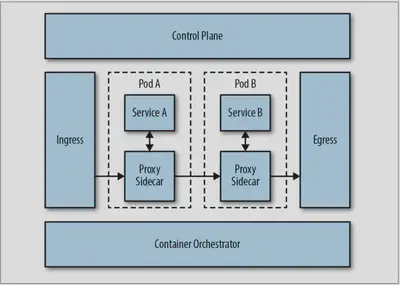 Control Plane
Pod A
Pod B
Ingress
Service A
Service B
Egress
Proxy
Sidecar
Proxy
Sidecar
Container Orchestrator